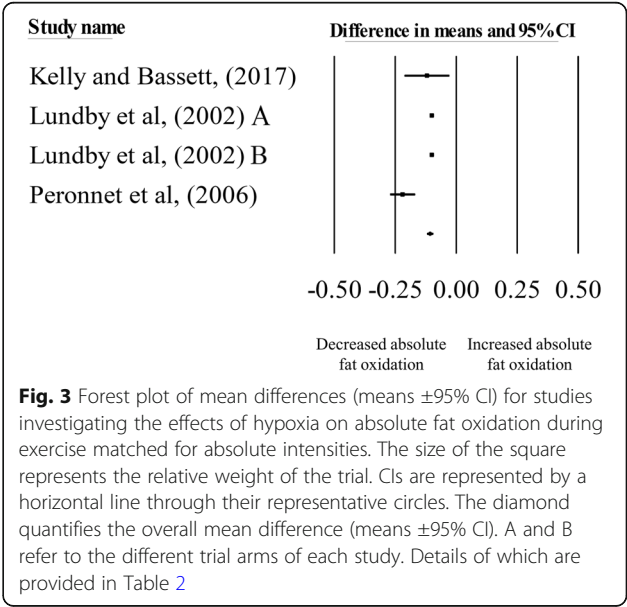 Study name
Difference in means and 95% CI
Kelly and Bassett, (2017)
Lundby et al, (2002) A
Lundby et al, (2002) B
Peronnet et al, (2006)
-0.50 -0.25 0.00 0.25 0.50
Decreased absolute
fat oxidation
Increased absolute
fat oxidation
Fig. 3 Forest plot of mean differences (means ±95% CI) for studies
investigating the effects of hypoxia on absolute fat oxidation during
exercise matched for absolute intensities. The size of the square
represents the relative weight of the trial. CIs are represented by a
horizontal line through their representative circles. The diamond
quantifies the overall mean difference (means ±95% CI). A and B
refer to the different trial arms of each study. Details of which are
provided in Table 2